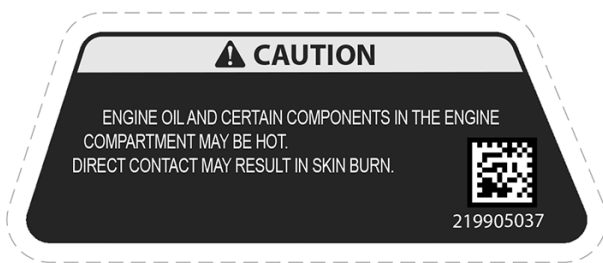 CAUTION
ENGINE OIL AND CERTAIN COMPONENTS IN THE ENGINE
COMPARTMENT MAY BE HOT.
DIRECT CONTACT MAY RESULT IN SKIN BURN.
219905037